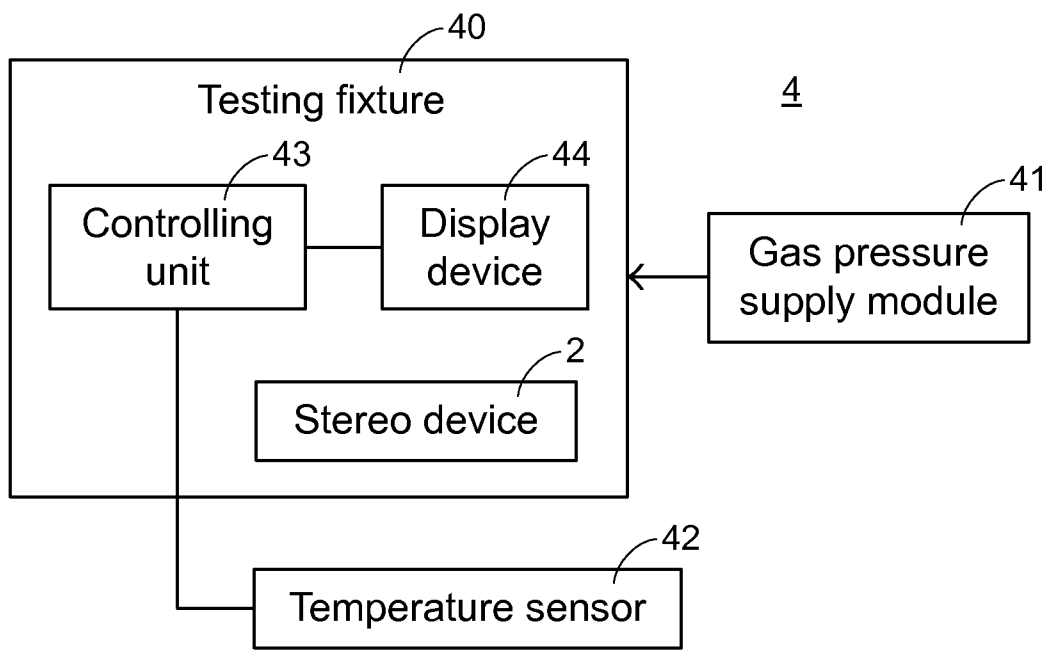 40
Testing fixture
4
43
Controlling
unit
44
Display
device
41
Gas pressure
supply module
2
Stereo device
42
Temperature sensor